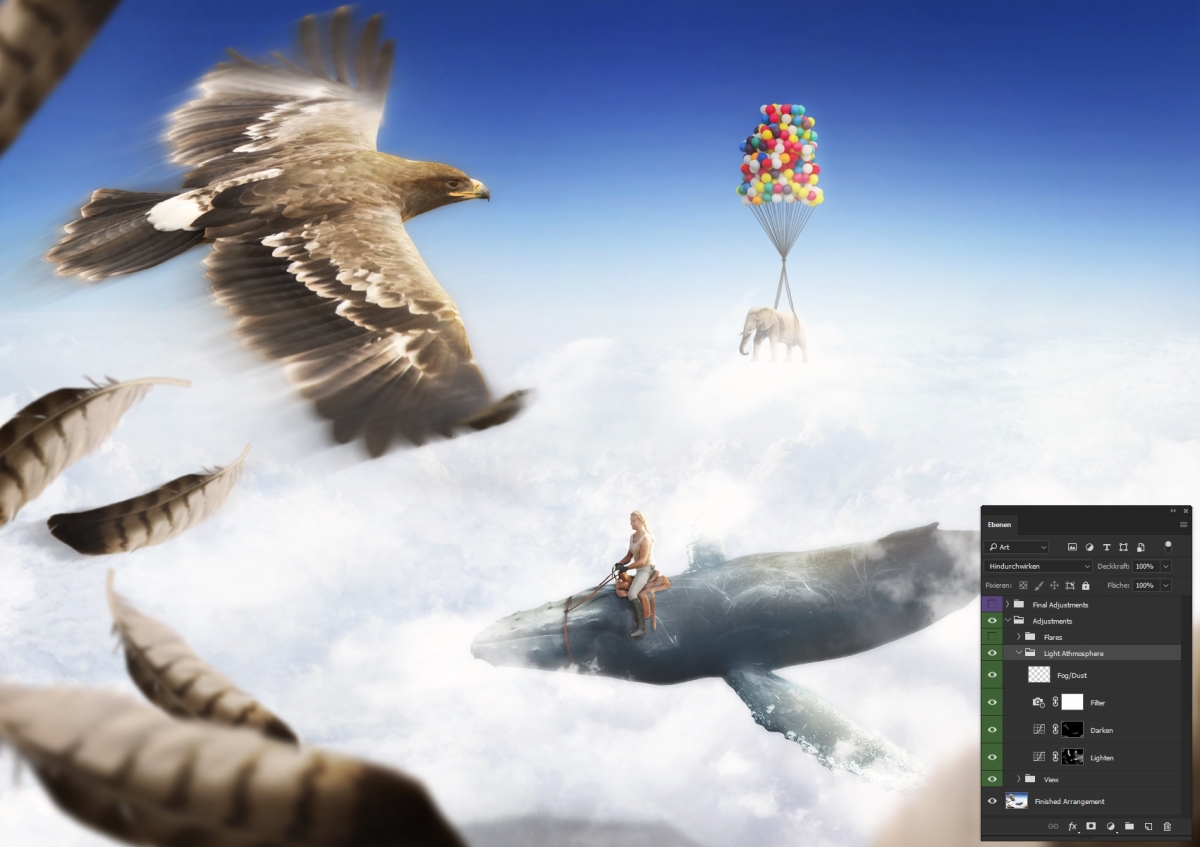 Ebenen
Art
Hindurchwirken Deckkraft: 100%
Fixieren: Fläche: 100%
Final Adjustments
Adjustments
Flares
Light Athmosphere
Fog/Dust
Filter
Darken
Lighten
View
Finished Arrangement
fx